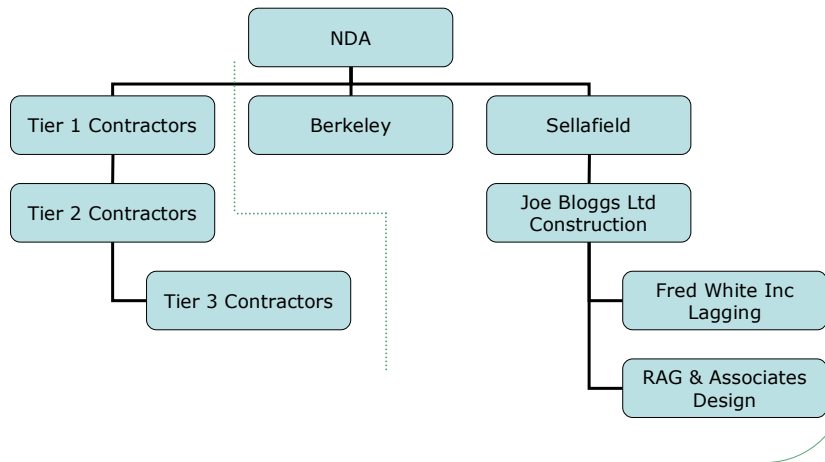 NDA
Tier 1 Contractors
Berkeley
Sellafield
Tier 2 Contractors
Joe Bloggs Ltd
Construction
Tier 3 Contractors
Fred White Inc
Lagging
RAG & Associates
Design